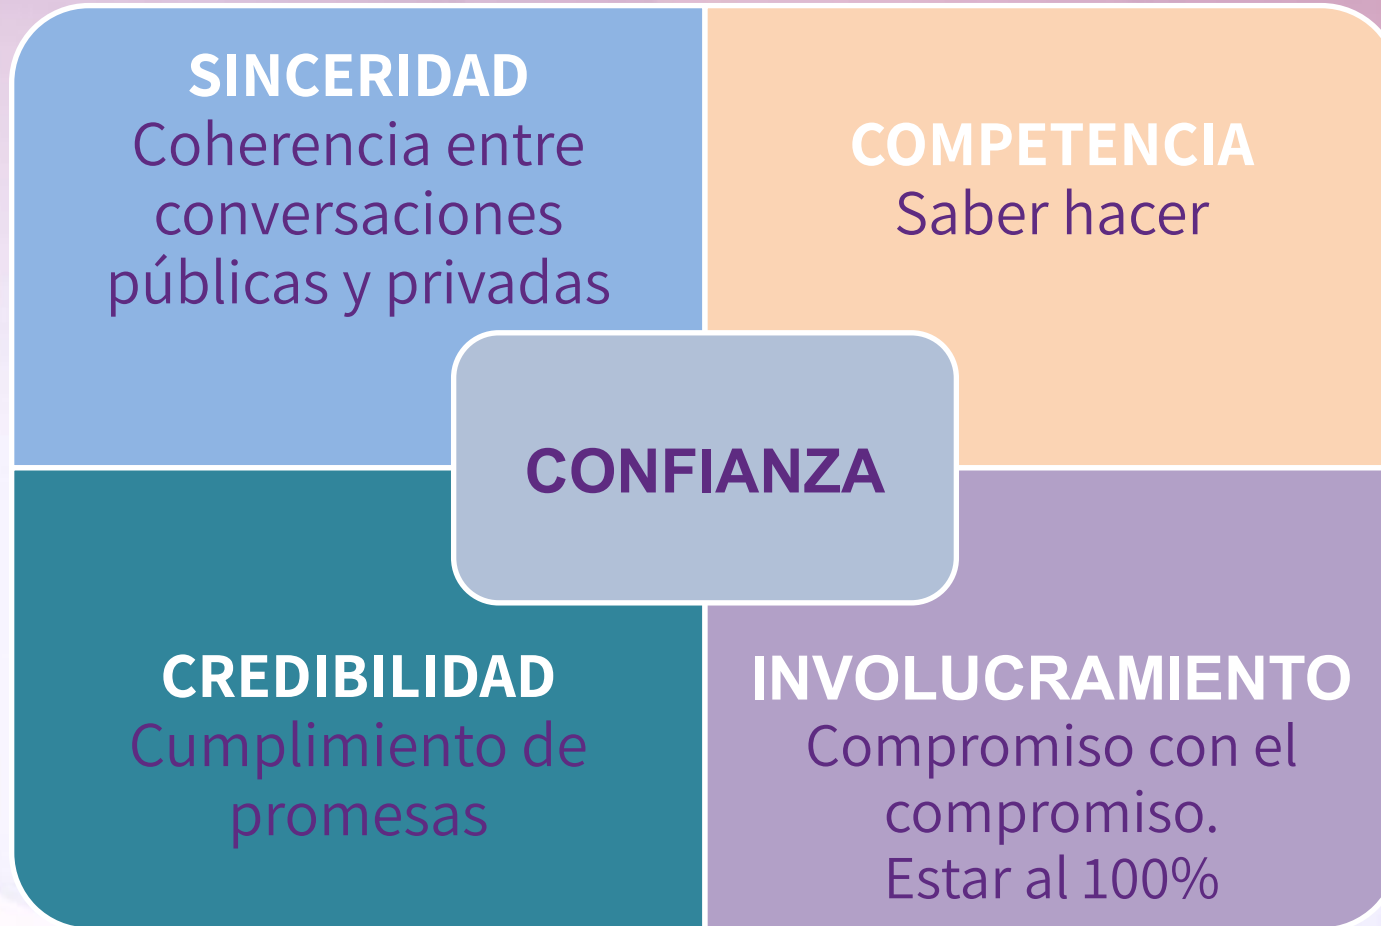 SINCERIDAD
Coherencia entre
conversaciones
públicas y privadas
COMPETENCIA
Saber hacer
CONFIANZA
CREDIBILIDAD
Cumplimiento de
promesas
INVOLUCRAMIENTO
Compromiso con el
compromiso.
Estar al 100%